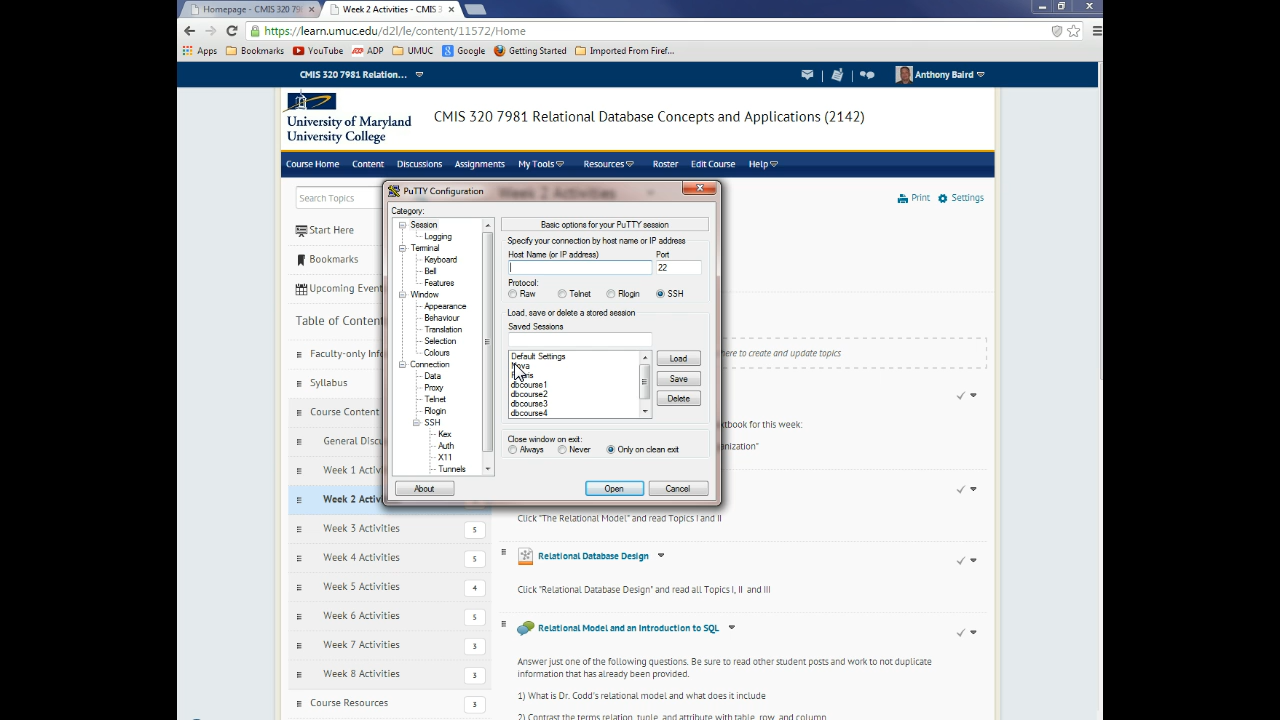 Homepage - CMIS 320 798
Week 2 Activities - CMIS 3
https://learn.umuc.edu/d2l/le/content/11572/Home
Apps Bookmarks YouTube ADP UMUC Google Getting Started Imported From Firef...
CMIS 320 7981 Relation... Anthony Baird
University of Maryland
University College
CMIS 320 7981 Relational Database Concepts and Applications (2142)
Course Home Content Discussions Assignments My Tools Resources Roster Edit Course Help
Search Topics
Week 2 Activities
Print Settings
Start Here
Bookmarks
Upcoming Events
Table of Conten
Faculty-only Inf
Syllabus
Course Content
General Disc
Week 1 Activi
Week 2 Activi
Week 3 Activities 5
Week 4 Activities 5
Week 5 Activities 4
Week 6 Activities 5
Week 7 Activities 3
Week 8 Activities 3
Course Resources 3
PuTTY Configuration
Category:
Session
Logging
Terminal
Keyboard
Bell
Features
Window
Appearance
Behaviour
Translation
Selection
Colours
Connection
Data
Proxy
Telnet
Rlogin
SSH
Kex
Auth
X11
Tunnels
Basic options for your PuTTY session
Specify your connection by host name or IP address
Host Name (or IP address) Port
22
Protocol:
Raw Telnet Rlogin SSH
Load, save or delete a stored session
Saved Sessions
Default Settings
dbcourse1
dbcourse2
dbcourse3
dbcourse4
Load
Save
Delete
Close window on exit:
Always Never Only on clean exit
About Open Cancel
here to create and update activities
tbook for this week:
anization"
Click "The Relational Model" and read Topics I and II
Relational Database Design
Click "Relational Database Design" and read all Topics I, II and III
Relational Model and an Introduction to SQL
Answer just one of the following questions. Be sure to read other student posts and work to not duplicate
information that has already been provided.
1) What is Dr. Codd's relational model and what does it include
2) Contrast the terms relation, tuple, and attribute with table, row, and column